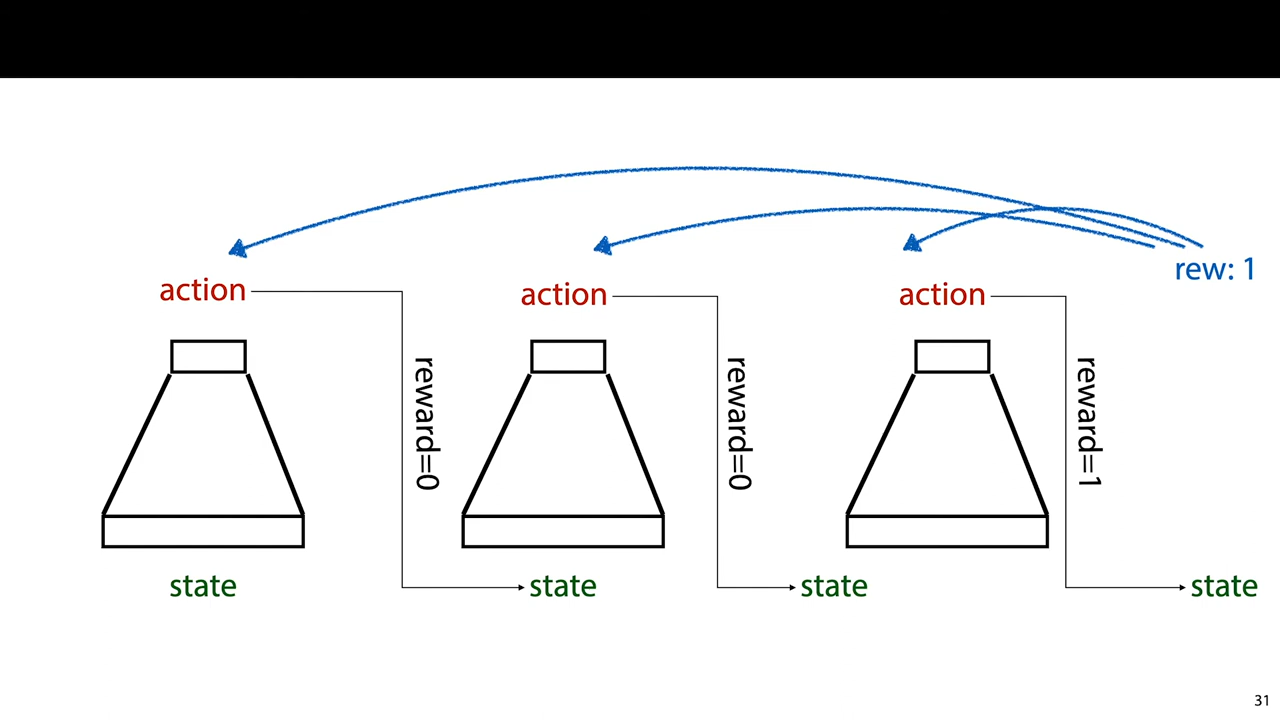 rew: 1
action
action
action
reward=0
reward=0
reward=1
state
state
state
state
31